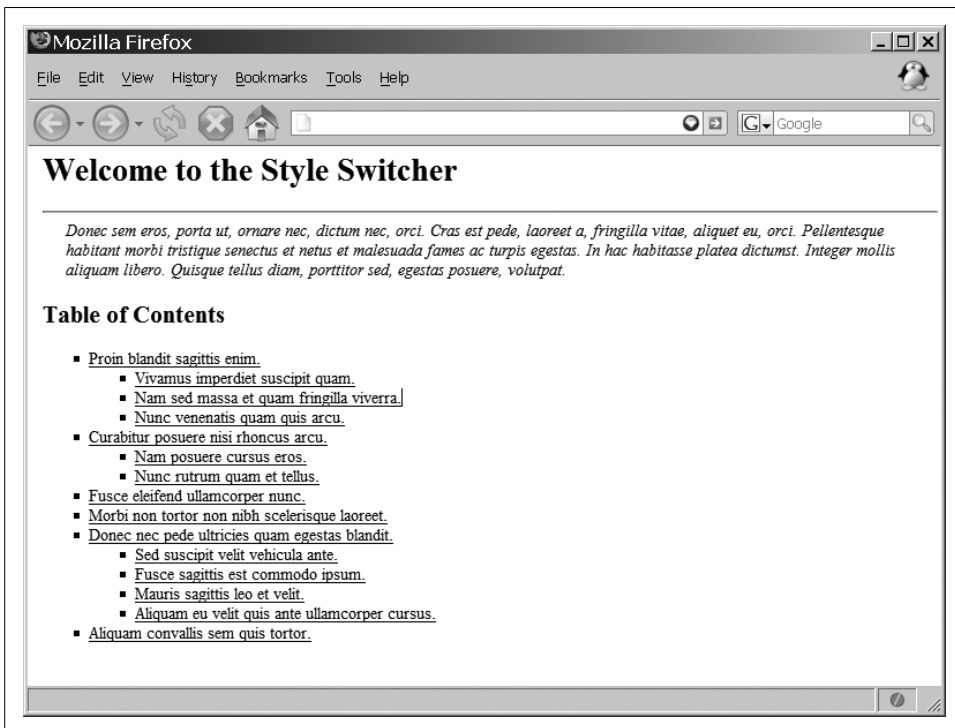 Mozilla Firefox
File Edit View History Bookmarks Tools Help
G Google
Welcome to the Style Switcher
Donec sem eros, porta ut, ornare nec, dictum nec, orci. Cras est pede, laoreet a, fringilla vitae, aliquet eu, orci. Pellentesque
habitant morbi tristique senectus et netus et malesuada fames ac turpis egestas. In hac habitasse platea dictumst. Integer mollis
aliquam libero. Quisque tellus diam, porttitor sed, egestas posuere, volutpat.
Table of Contents
Proin blandit sagittis enim.
Vivamus imperdiet suscipit quam.
Nam sed massa et quam fringilla viverra.
Nunc venenatis quam quis arcu.
Curabitur posuere nisi rhoncus arcu.
Nam posuere cursus eros.
Nunc rutrum quam et tellus.
Fusce eleifend ullamcorper nunc.
Morbi non tortor non nibh scelerisque laoreet.
Donec nec pede ultricies quam egestas blandit.
Sed suscipit velit vehicula ante.
Fusce sagittis est commodo ipsum.
Mauris sagittis leo et velit.
Aliquam eu velit quis ante ullamcorper cursus.
Aliquam convallis sem quis tortor.